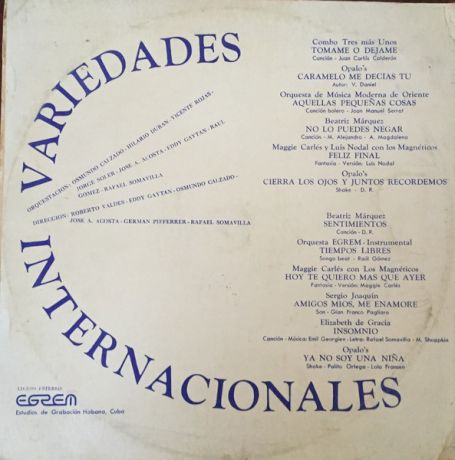 VARIEDADES
INTERNACIONALES
ORQUESTACION - OSMUNDO CALZADO - HILARIO DURAN - VICENTE ROJAS -
JORGE SOLER - JOSE A. ACOSTA - EDDY GAYTAN - RAUL
GOMEZ - RAFAEL SOMAVILLA
DIRECCION - ROBERTO VALDES - EDDY GAYTAN - OSMUNDO CALZADO -
JOSE A. ACOSTA - GERMAN PIFFERRER - RAFAEL SOMAVILLA
Combo Tres más Unos
TOMAME O DEJAME
Canción - Juan Carlos Calderón
Opalo's
CARAMELO ME DECIAS TU
Autor: V. Daniel
Orquesta de Música Moderna de Oriente
AQUELLAS PEQUEÑAS COSAS
Canción bolero - Joan Manuel Serrat
Beatriz Márquez
NO LO PUEDES NEGAR
Canción - M. Alejandro - A. Magdalena
Maggie Carlés y Luis Nodal con los Magnéticos
FELIZ FINAL
Fantasía - Versión: Luis Nodal
Opalo's
CIERRA LOS OJOS Y JUNTOS RECORDEMOS
Shake - D. R.
Beatriz Márquez
SENTIMIENTOS
Canción - D. R.
Orquesta EGREM - Instrumental
TIEMPOS LIBRES
Songo beat - Raúl Gómez
Maggie Carlés con Los Magnéticos
HOY TE QUIERO MAS QUE AYER
Fantasía - Versión: Maggie Carlés
Sergio Joaquín
AMIGOS MIOS, ME ENAMORE
Son - Gian Franco Pagliaro
Elizabeth de Gracia
INSOMNIO
Canción - Música: Emil Georgiev - Letra: Rafael Somavilla - M. Shoppkin
Opalo's
YA NO SOY UNA NIÑA
Shake - Palito Ortega - Lalo Fransen
EGREM
Estudios de Grabación Habana, Cuba